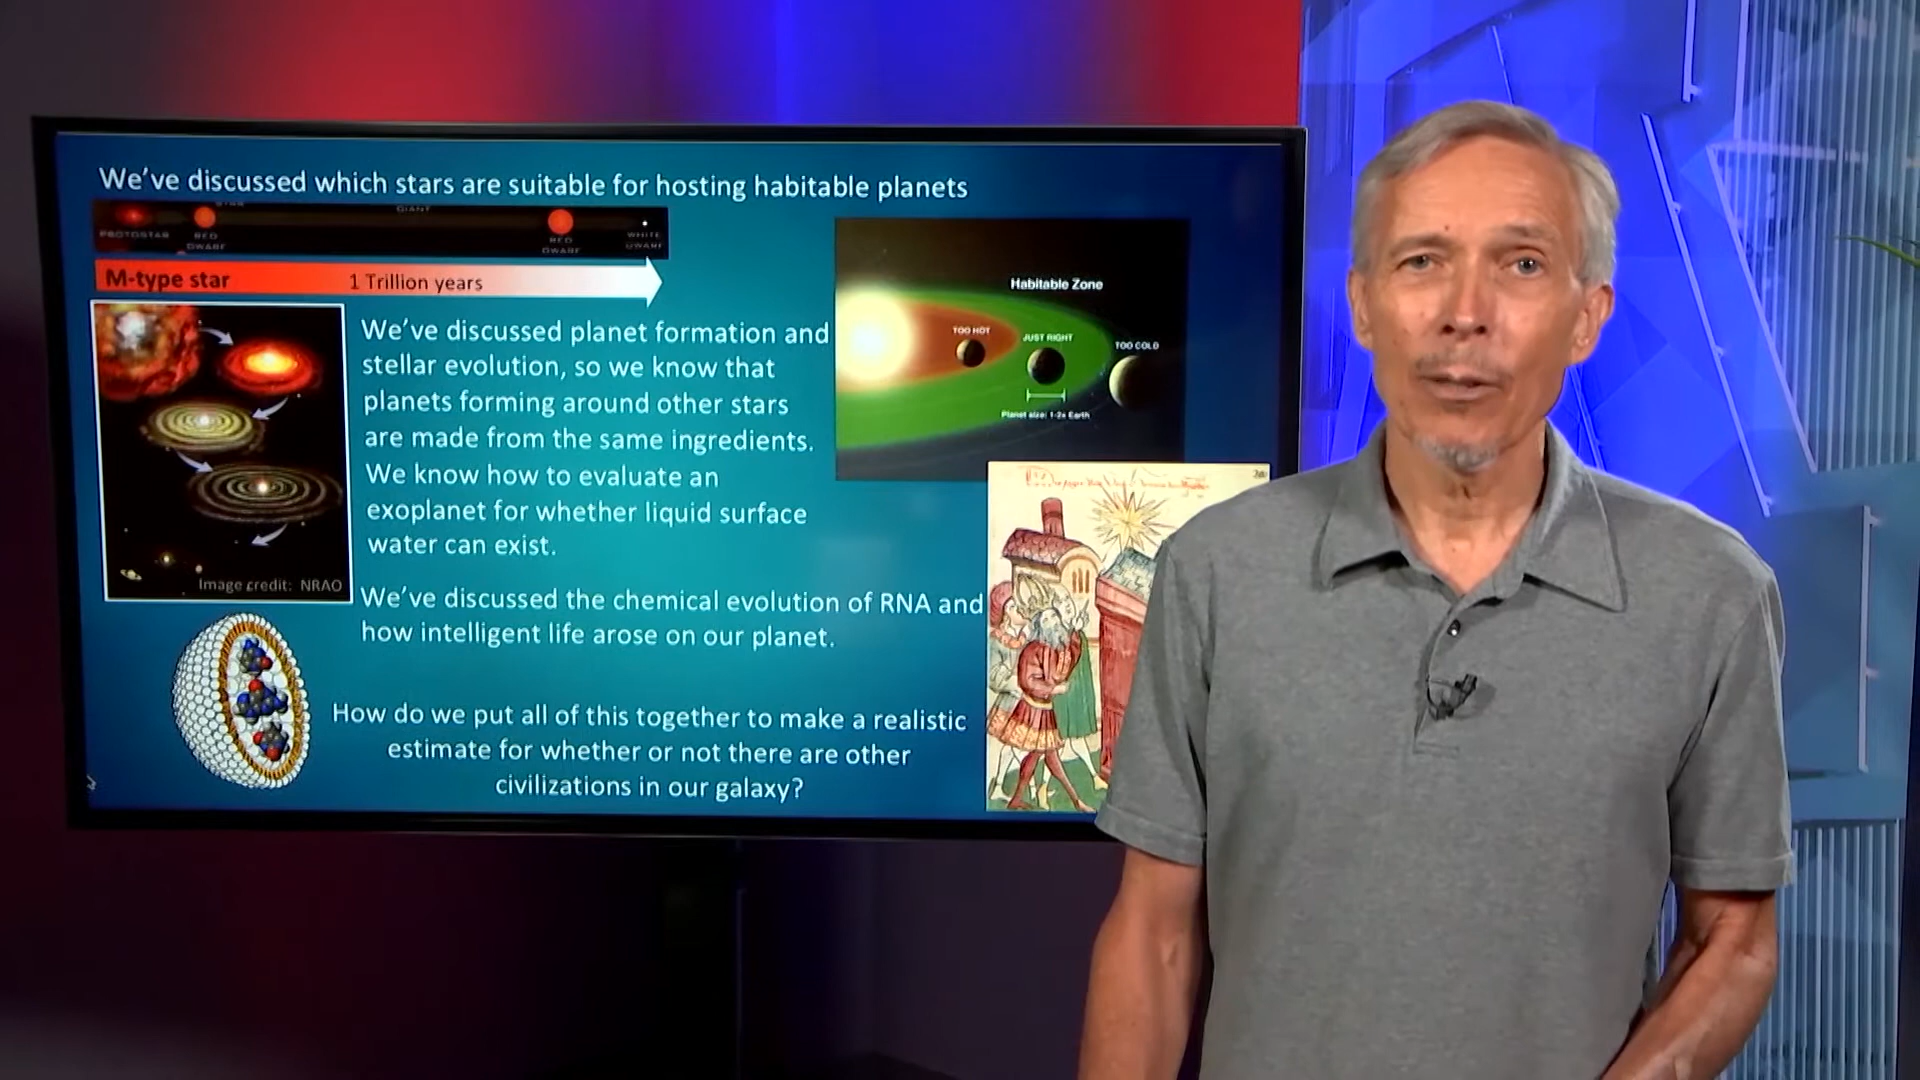 We've discussed which stars are suitable for hosting habitable planets
GIANT
PROTOSTAR
RED
DWARF
RED
DWARF
WHITE
DWARF
M-type star
1 Trillion years
We've discussed planet formation and
stellar evolution, so we know that
planets forming around other stars
are made from the same ingredients.
We know how to evaluate an
exoplanet for whether liquid surface
water can exist.
Image credit: NRAO
Habitable Zone
TOO HOT
JUST RIGHT
TOO COLD
Planet size: 1-2x Earth
We've discussed the chemical evolution of RNA and
how intelligent life arose on our planet.
How do we put all of this together to make a realistic
estimate for whether or not there are other
civilizations in our galaxy?